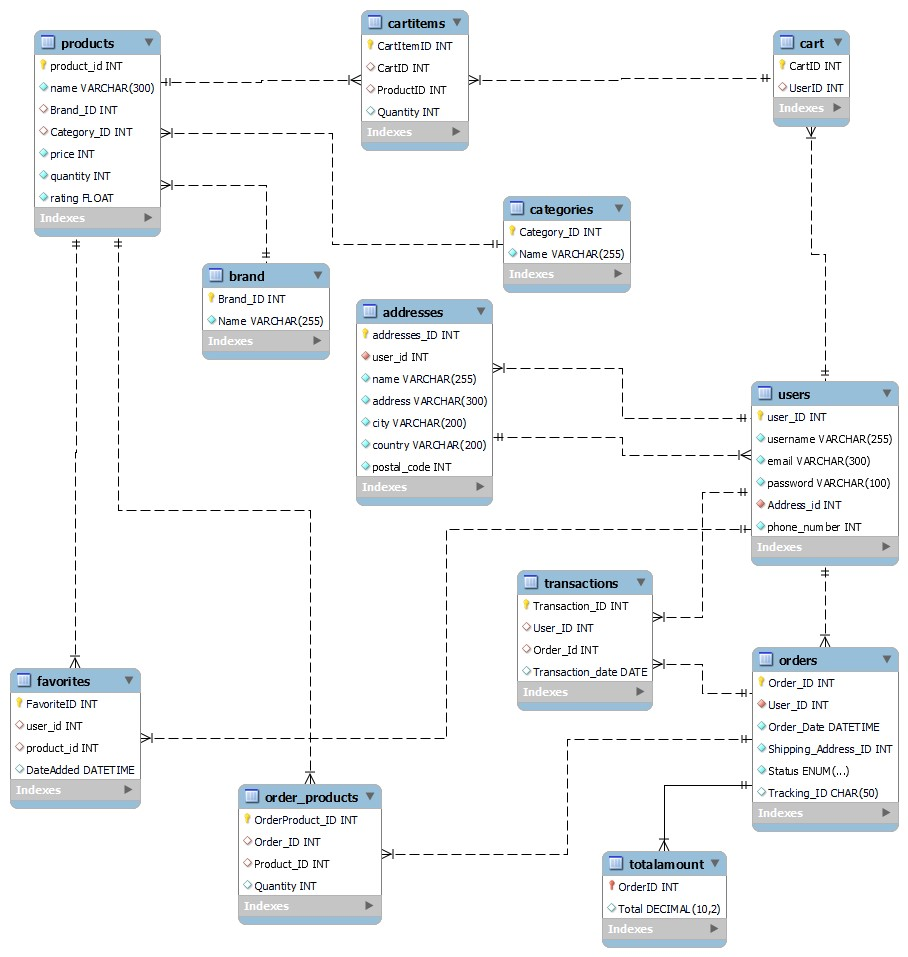 products
product_id INT
name VARCHAR(300)
Brand_ID INT
Category_ID INT
price INT
quantity INT
rating FLOAT
Indexes
cartitems
CartItemID INT
CartID INT
ProductID INT
Quantity INT
Indexes
cart
CartID INT
UserID INT
Indexes
categories
Category_ID INT
Name VARCHAR(255)
Indexes
brand
Brand_ID INT
Name VARCHAR(255)
Indexes
addresses
addresses_ID INT
user_id INT
name VARCHAR(255)
address VARCHAR(300)
city VARCHAR(200)
country VARCHAR(200)
postal_code INT
Indexes
users
user_ID INT
username VARCHAR(255)
email VARCHAR(300)
password VARCHAR(100)
Address_id INT
phone_number INT
Indexes
transactions
Transaction_ID INT
User_ID INT
Order_Id INT
Transaction_date DATE
Indexes
orders
Order_ID INT
User_ID INT
Order_Date DATETIME
Shipping_Address_ID INT
Status ENUM(...)
Tracking_ID CHAR(50)
Indexes
favorites
FavoriteID INT
user_id INT
product_id INT
DateAdded DATETIME
Indexes
order_products
OrderProduct_ID INT
Order_ID INT
Product_ID INT
Quantity INT
Indexes
totalamount
OrderID INT
Total DECIMAL(10,2)
Indexes